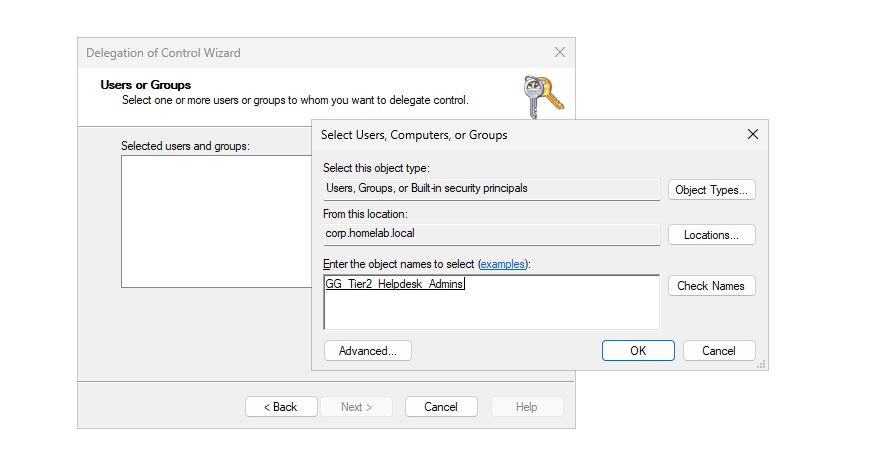 Delegation of Control Wizard
Users or Groups
Select one or more users or groups to whom you want to delegate control.
Selected users and groups:
Select Users, Computers, or Groups
Select this object type:
Users, Groups, or Built-in security principals
Object Types...
From this location:
corp.homelab.local
Locations...
Enter the object names to select (examples):
GG_Tier2_Helpdesk_Admins
Check Names
Advanced...
OK
Cancel
< Back
Next >
Cancel
Help